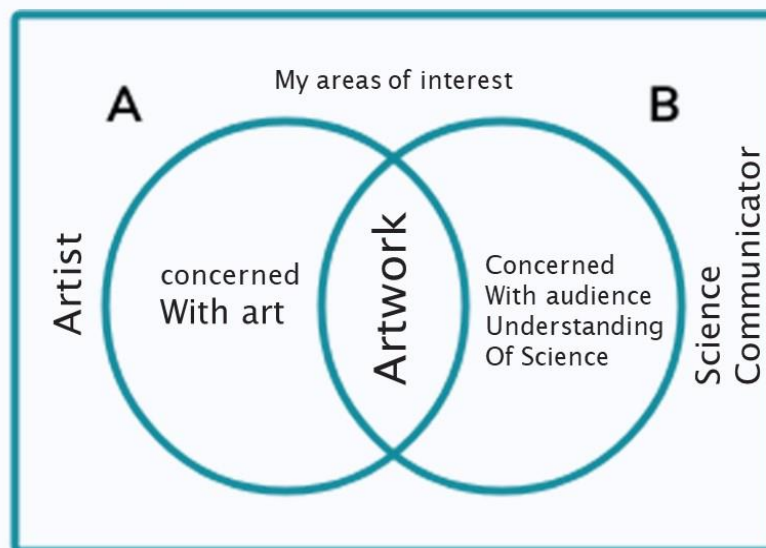 My areas of interest
A
B
Artist
concerned
With art
Artwork
Concerned
With audience
Understanding
Of Science
Science
Communicator